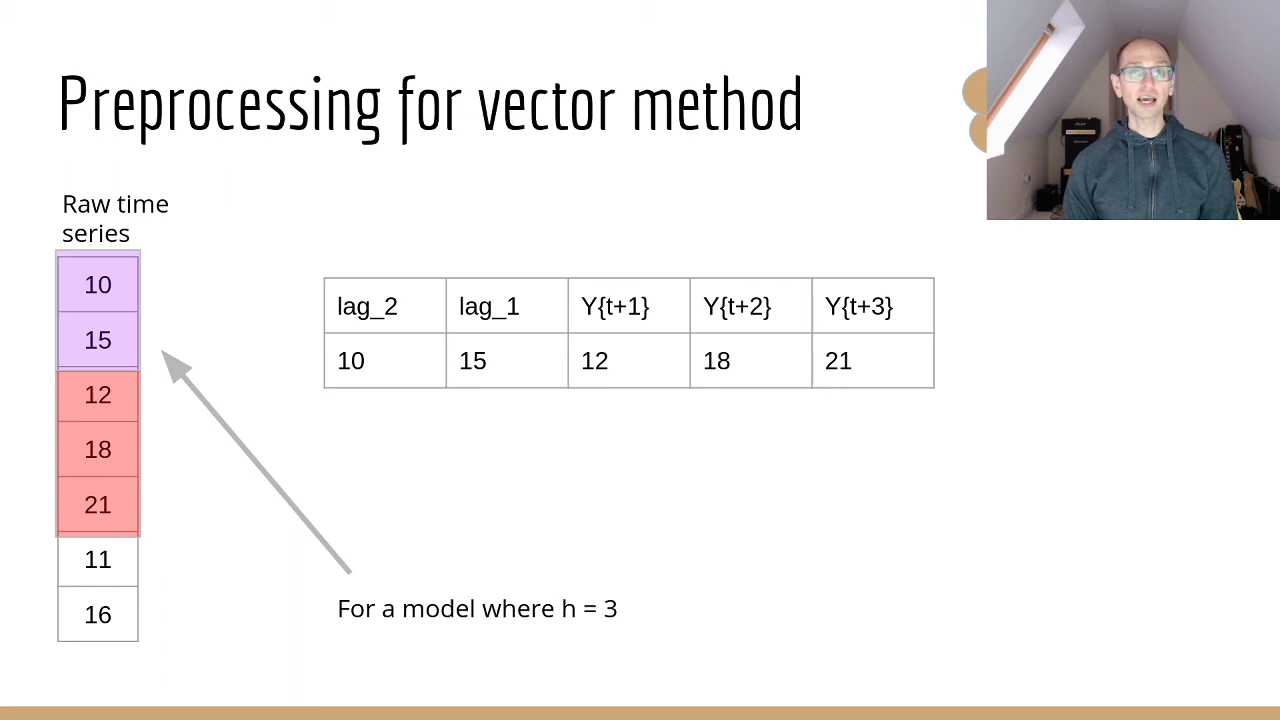 Preprocessing for vector method
Raw time
series
10
15
12
18
21
11
16
lag_2 lag_1 Y{t+1} Y{t+2} Y{t+3}
10 15 12 18 21
For a model where h = 3